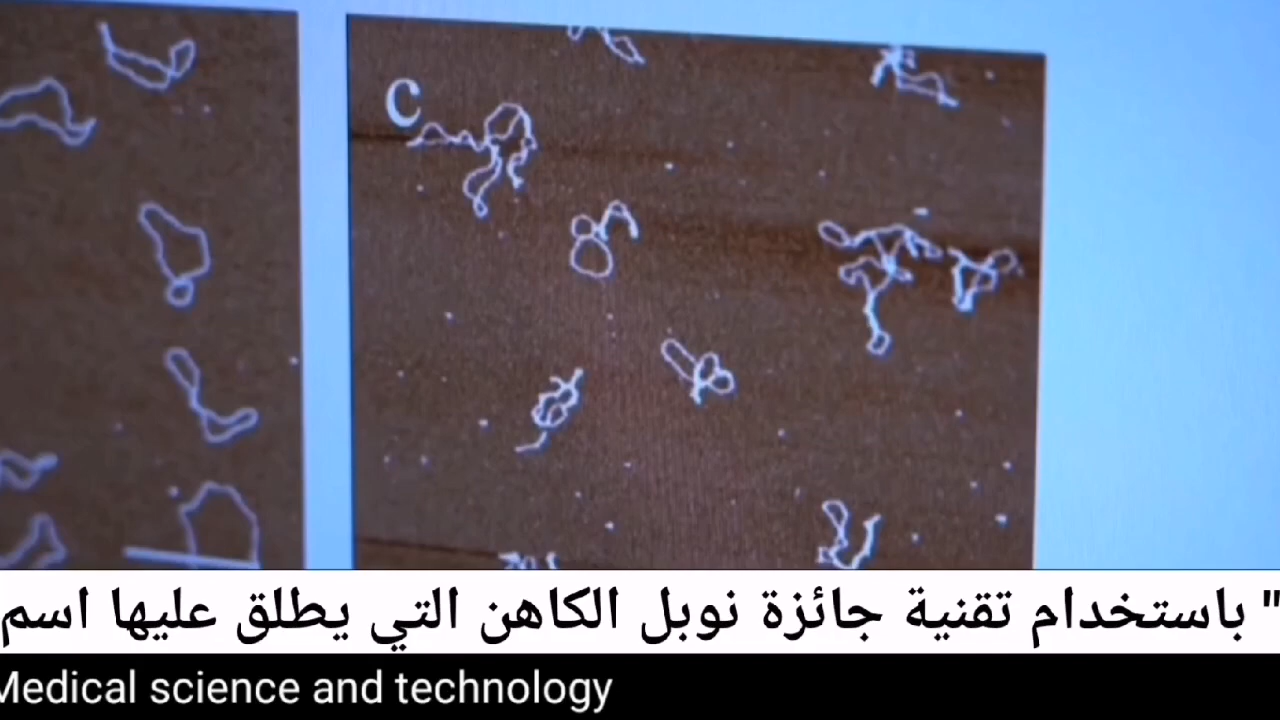 C
" باستخدام تقنية جائزة نوبل الكاهن التي يطلق عليها اسم
Medical science and technology